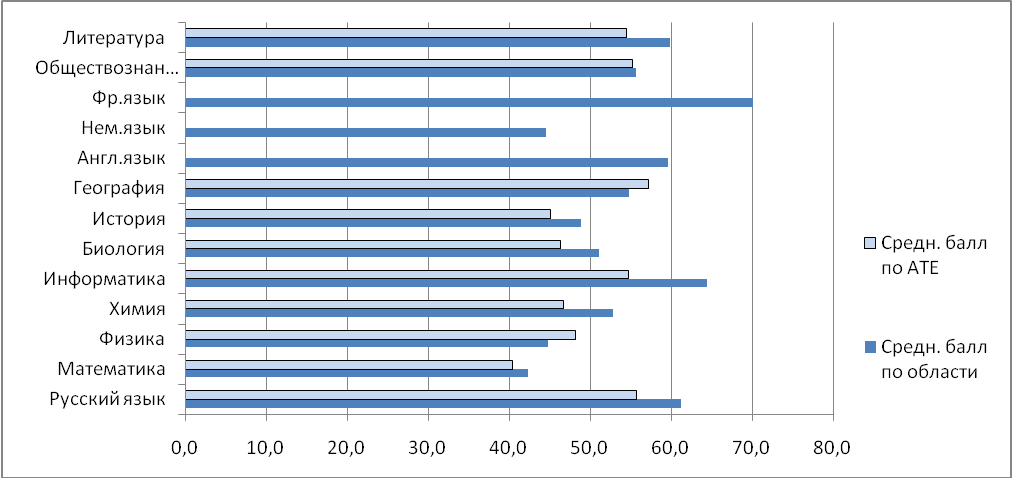 Литература
Обществознан...
Фр.язык
Нем.язык
Англ.язык
География
История
Биология
Информатика
Химия
Физика
Математика
Русский язык
0,0 10,0 20,0 30,0 40,0 50,0 60,0 70,0 80,0
Средн. балл
по АТЕ
Средн. балл
по области